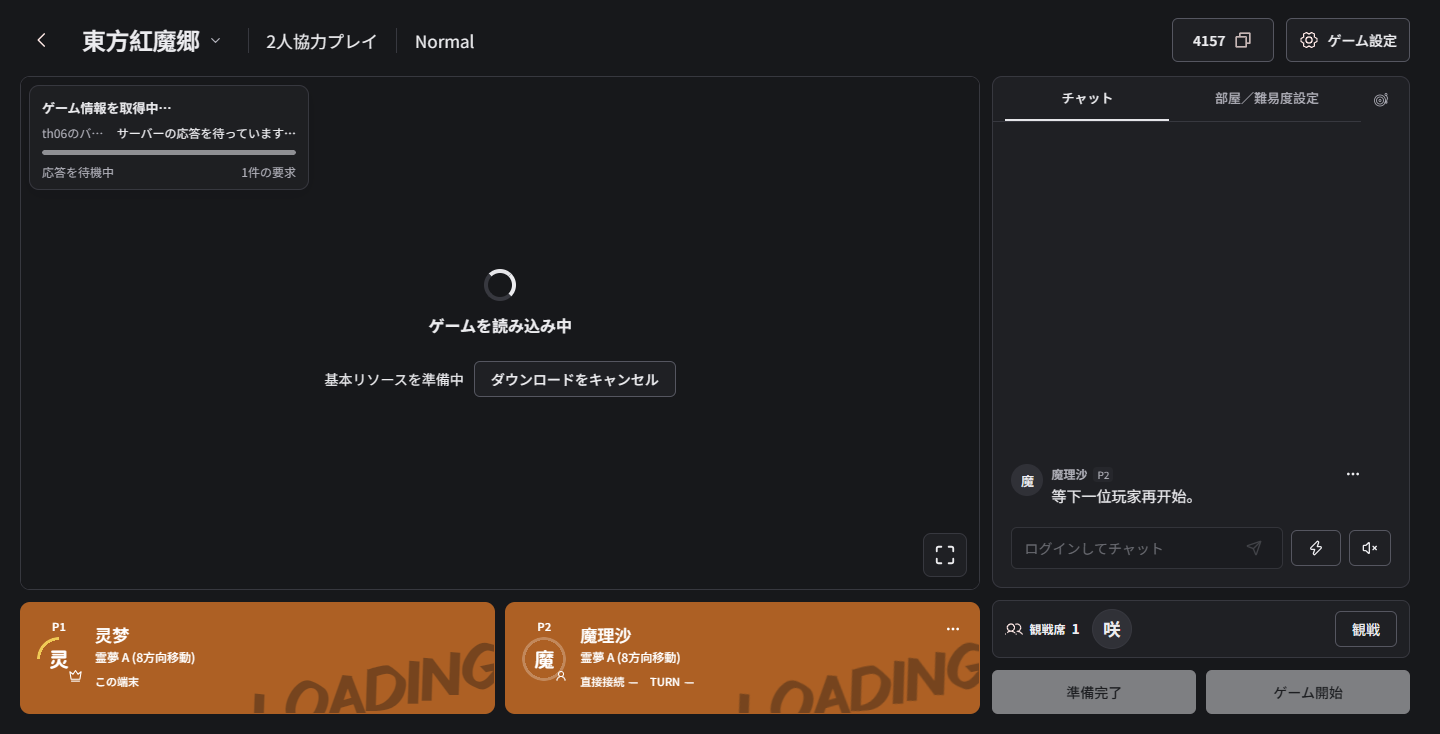 東方紅魔郷
2人協力プレイ
Normal
4157
ゲーム設定
ゲーム情報を取得中…
th06のバ… サーバーの応答を待っています…
応答を待機中 1件の要求
ゲームを読み込み中
基本リソースを準備中 ダウンロードをキャンセル
チャット 部屋／難易度設定
魔 魔理沙 P2
等下一位玩家再开始。
ログインしてチャット
P1
灵
灵梦
霊夢 A (8方向移動)
この端末
LOADING
P2
魔
魔理沙
霊夢 A (8方向移動)
直接接続 — TURN —
LOADING
観戦席 1 咲 観戦
準備完了 ゲーム開始